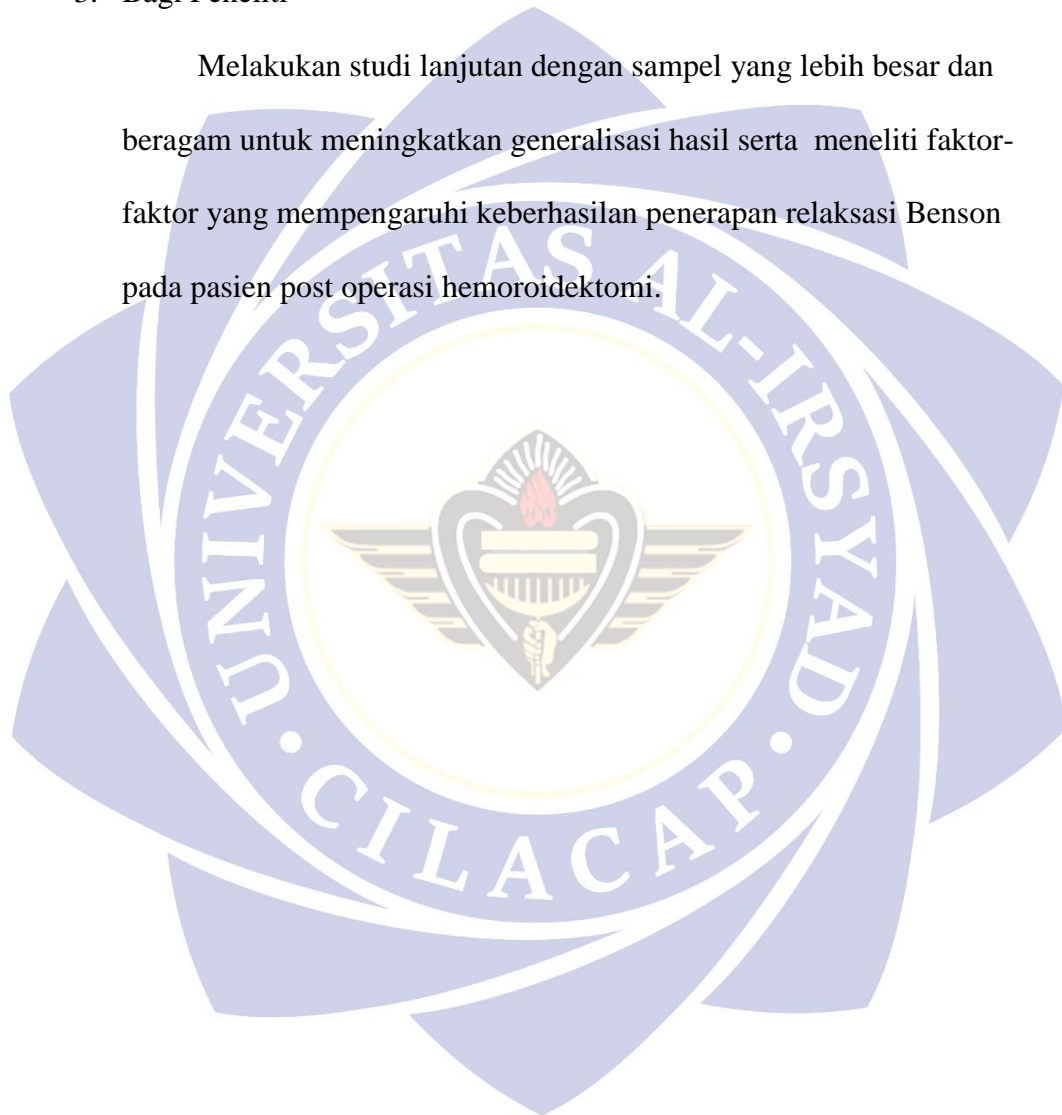 Bagi Peneliti
Melakukan studi lanjutan dengan sampel yang lebih besar dan
beragam untuk meningkatkan generalisasi hasil serta  meneliti faktor-
faktor yang mempengaruhi keberhasilan penerapan relaksasi Benson
pada pasien post operasi hemoroidektomi.
UNIVERSITAS AL-IRSYAD
• CILACAP •